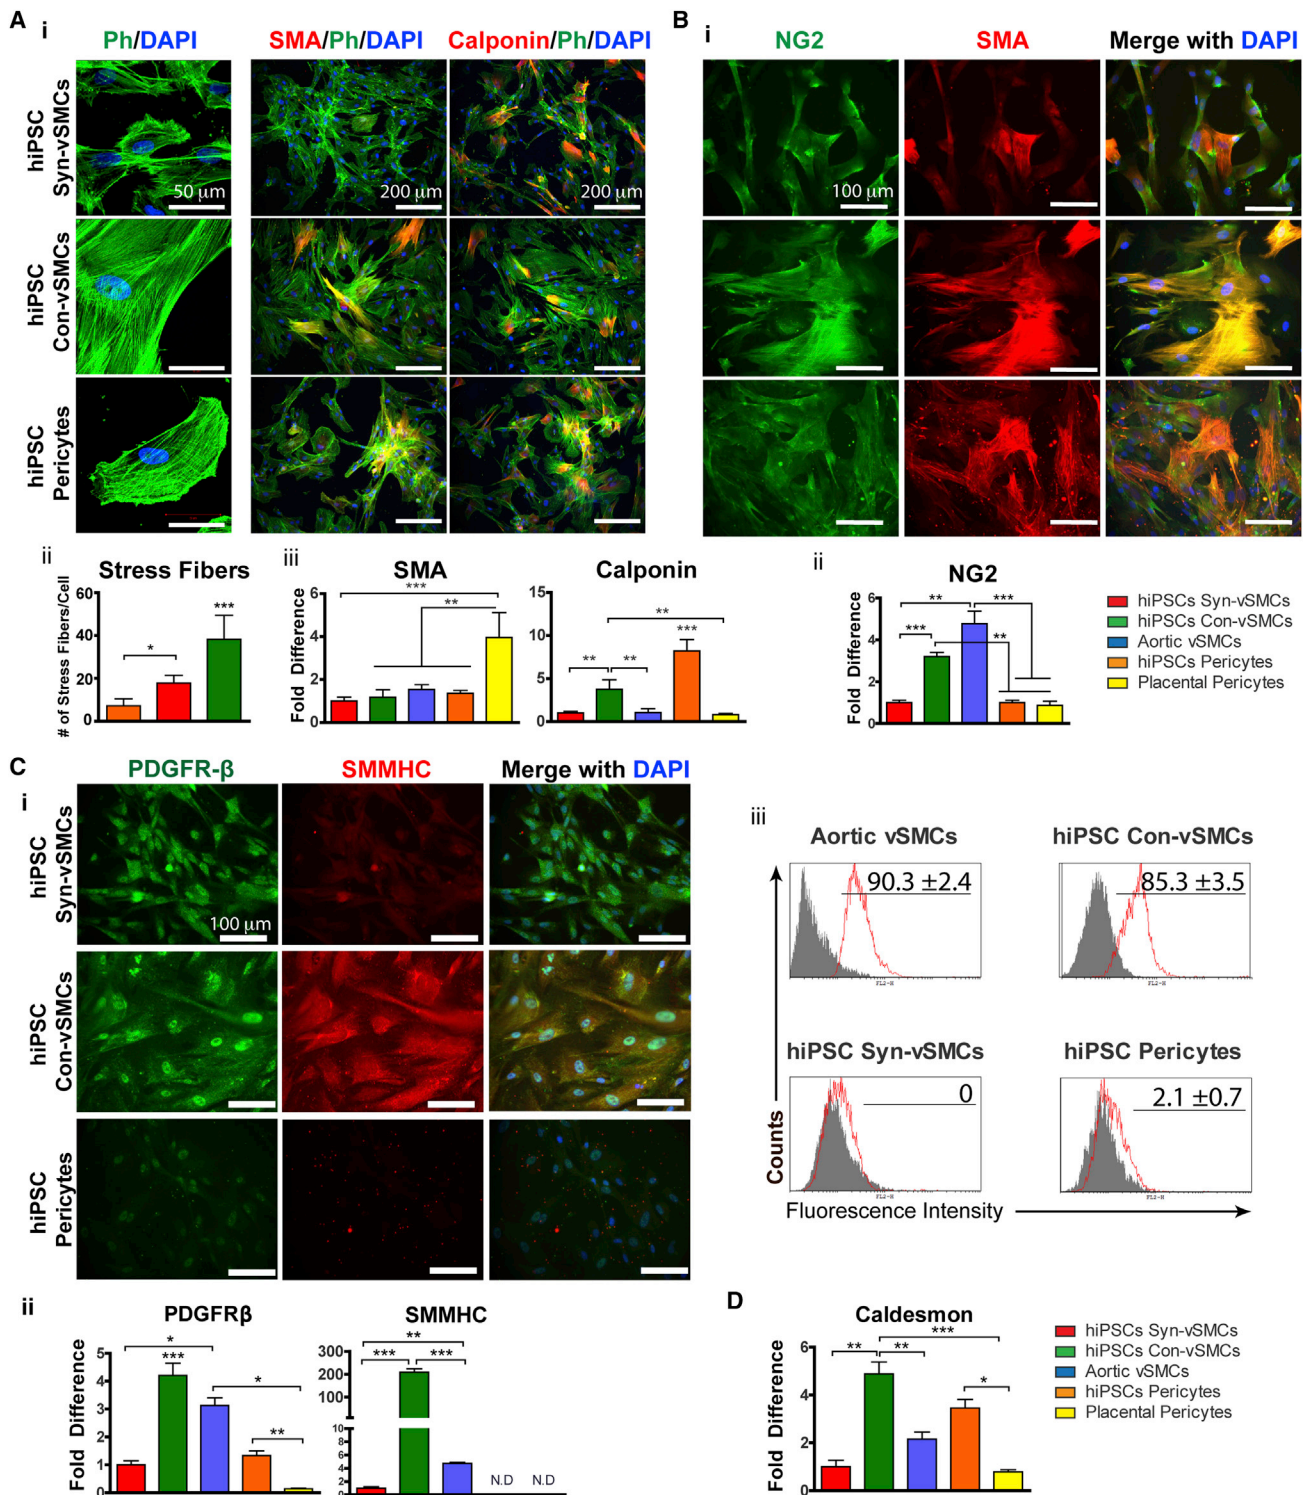 A
i
Ph/DAPI
SMA/Ph/DAPI
Calponin/Ph/DAPI
hiPSC
Syn-vSMCs
50 µm
200 µm
200 µm
hiPSC
Con-vSMCs
hiPSC
Pericytes
ii
Stress Fibers
# of Stress Fibers/Cell
60
40
20
0
*
***
iii
SMA
Fold Difference
6
4
2
0
***
**
Calponin
15
10
5
0
**
**
***
**
B
i
NG2
SMA
Merge with DAPI
100 µm
ii
NG2
Fold Difference
6
4
2
0
**
***
***
**
hiPSCs Syn-vSMCs
hiPSCs Con-vSMCs
Aortic vSMCs
hiPSCs Pericytes
Placental Pericytes
C
i
PDGFR-β
SMMHC
Merge with DAPI
hiPSC
Syn-vSMCs
100 µm
hiPSC
Con-vSMCs
hiPSC
Pericytes
ii
PDGFRβ
Fold Difference
5
4
3
2
1
0
*
***
*
**
SMMHC
300
200
100
10
8
6
4
2
0
**
***
***
N.D
N.D
iii
Aortic vSMCs
90.3 ±2.4
FL2-H
hiPSC Con-vSMCs
85.3 ±3.5
FL2-H
hiPSC Syn-vSMCs
0
FL2-H
hiPSC Pericytes
2.1 ±0.7
FL2-H
Counts
Fluorescence Intensity
D
Caldesmon
Fold Difference
6
4
2
0
**
**
***
*
hiPSCs Syn-vSMCs
hiPSCs Con-vSMCs
Aortic vSMCs
hiPSCs Pericytes
Placental Pericytes